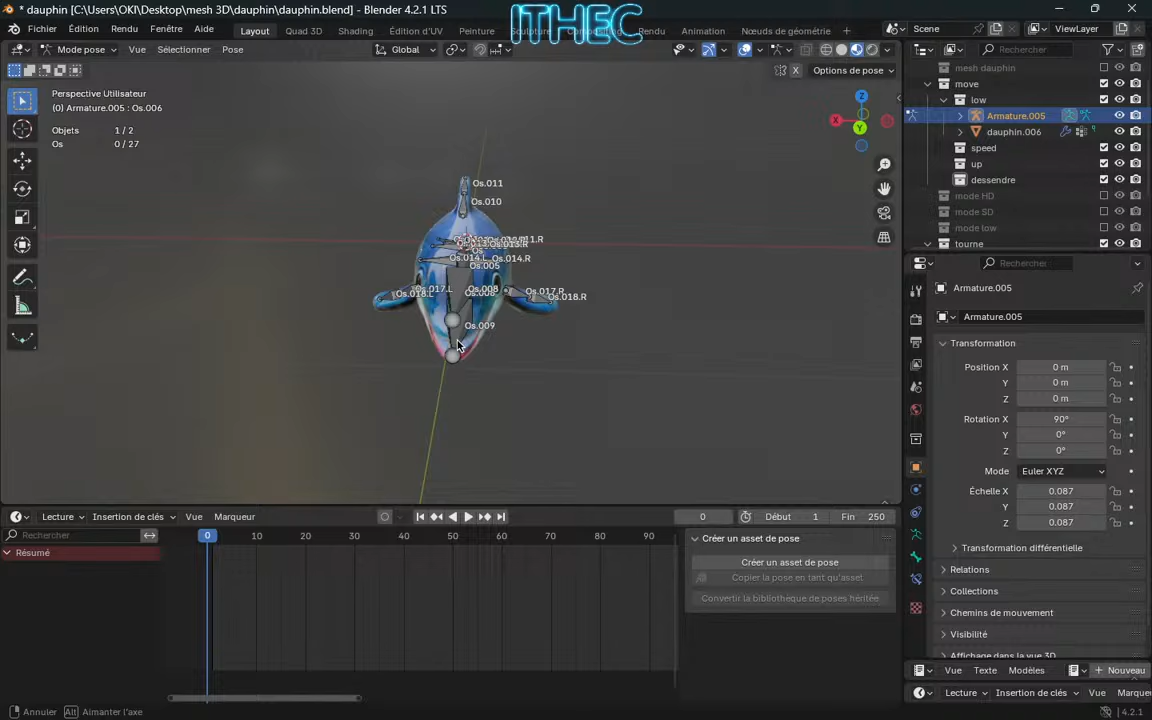 * dauphin [C:\Users\OKI\Desktop\mesh 3D\dauphin\dauphin.blend] - Blender 4.2.1 LTS
ITHEC
Fichier Édition Rendu Fenêtre Aide Layout Quad 3D Shading Édition d'UV Peinture Rendu Animation Nœuds de géométrie Scene ViewLayer
Mode pose Vue Sélectionner Pose Global Rechercher
X Options de pose
Perspective Utilisateur
(0) Armature.005 : Os.006
Objets 1 / 2
Os 0 / 27
Z
X
Y
Os.011
Os.010
Os.014.L Os.014.R
Os.005
Os.017.L Os.008 Os.017.R
Os.018.L Os.018.R
Os.009
mesh dauphin
move
low
Armature.005
dauphin.006
speed
up
dessendre
mode HD
mode SD
mode low
tourne
Rechercher
Armature.005
Armature.005
Transformation
Position X 0 m
Y 0 m
Z 0 m
Rotation X 90°
Y 0°
Z 0°
Mode Euler XYZ
Échelle X 0.087
Y 0.087
Z 0.087
Transformation différentielle
Relations
Collections
Chemins de mouvement
Visibilité
Affichage dans la vue 3D
Vue Texte Modèles Nouveau
Lecture Insertion de clés Vue Marque
Lecture Insertion de clés Vue Marqueur 0 Début 1 Fin 250
Rechercher 0 10 20 30 40 50 60 70 80 90
Résumé
Créer un asset de pose
Créer un asset de pose
Copier la pose en tant qu'asset
Convertir la bibliothèque de poses héritée
Annuler Alt Aimanter l'axe 4.2.1